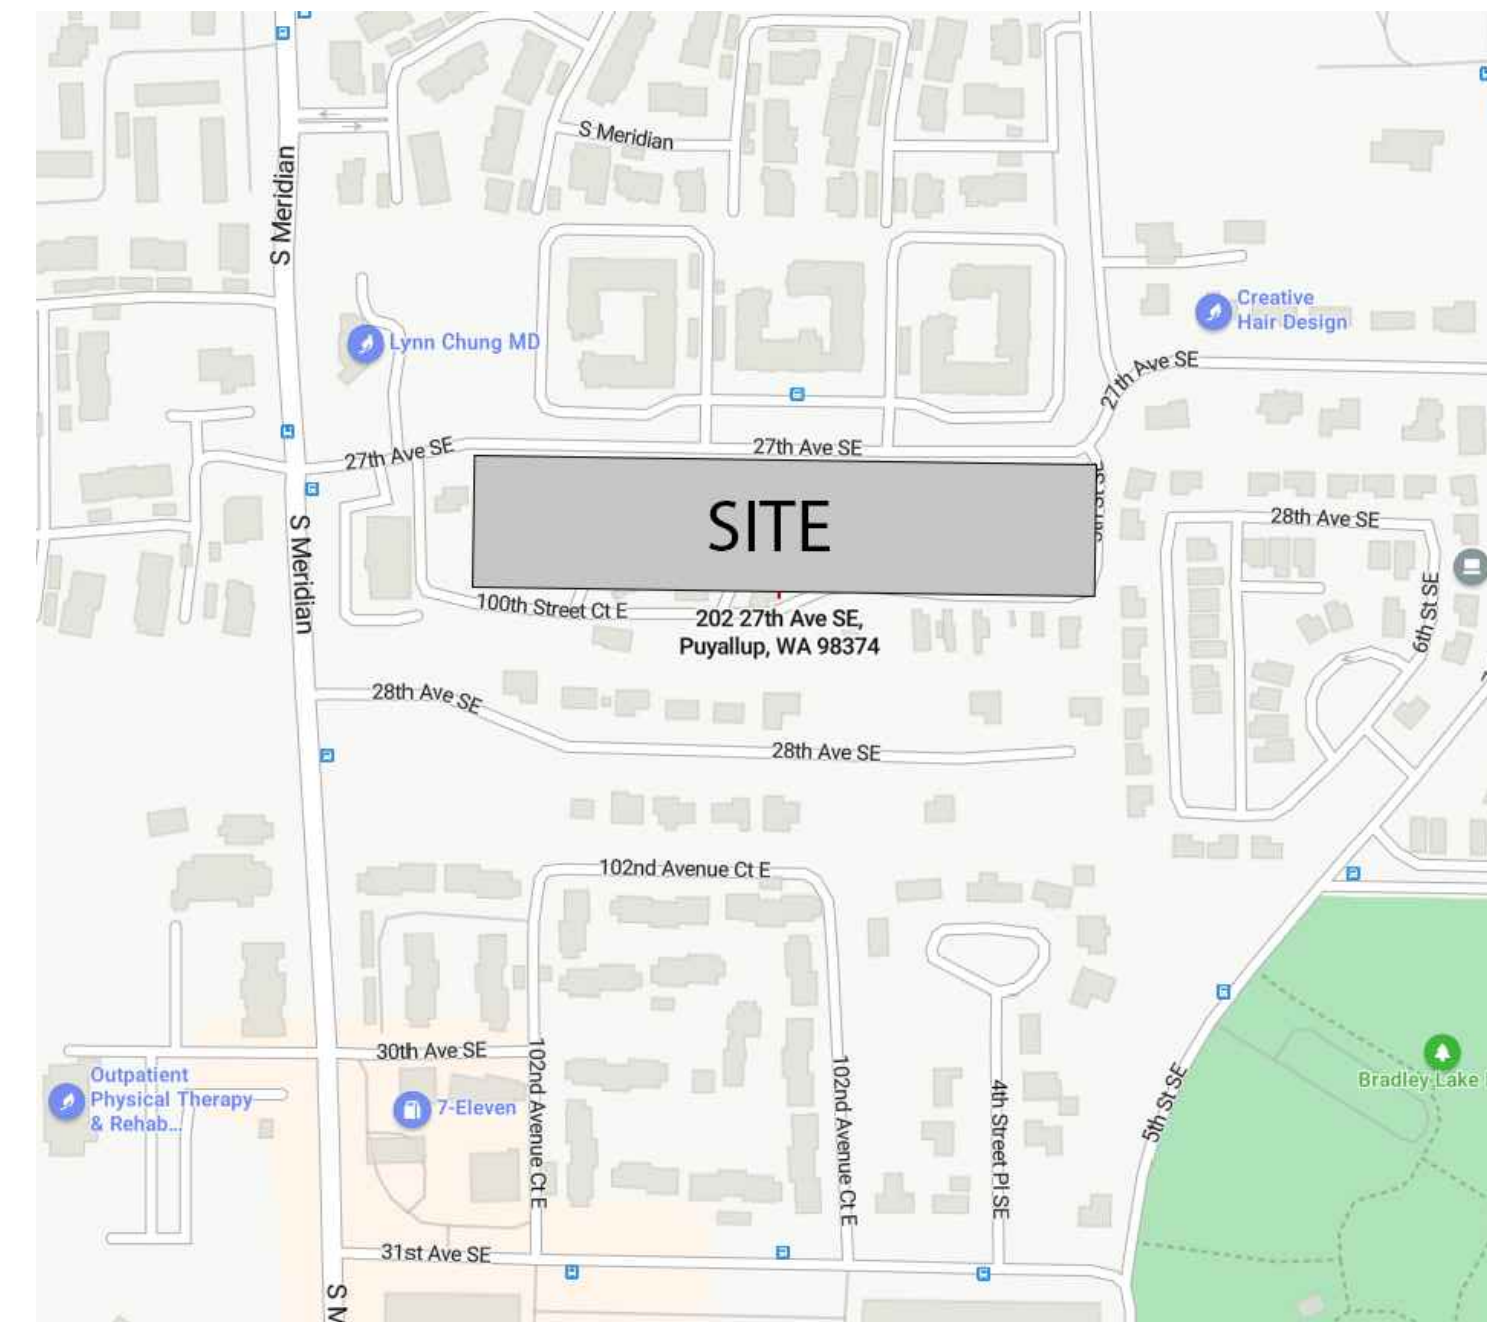 S Meridian
S Meridian
Creative
Hair Design
Lynn Chung MD
27th Ave SE
27th Ave SE
27th Ave SE
SITE
28th Ave SE
S Meridian
100th Street Ct E
202 27th Ave SE,
Puyallup, WA 98374
6th St SE
28th Ave SE
28th Ave SE
102nd Avenue Ct E
30th Ave SE
102nd Avenue Ct E
102nd Avenue Ct E
4th Street Pl SE
5th St SE
Outpatient
Physical Therapy
& Rehab...
7-Eleven
Bradley Lake
31st Ave SE
S M